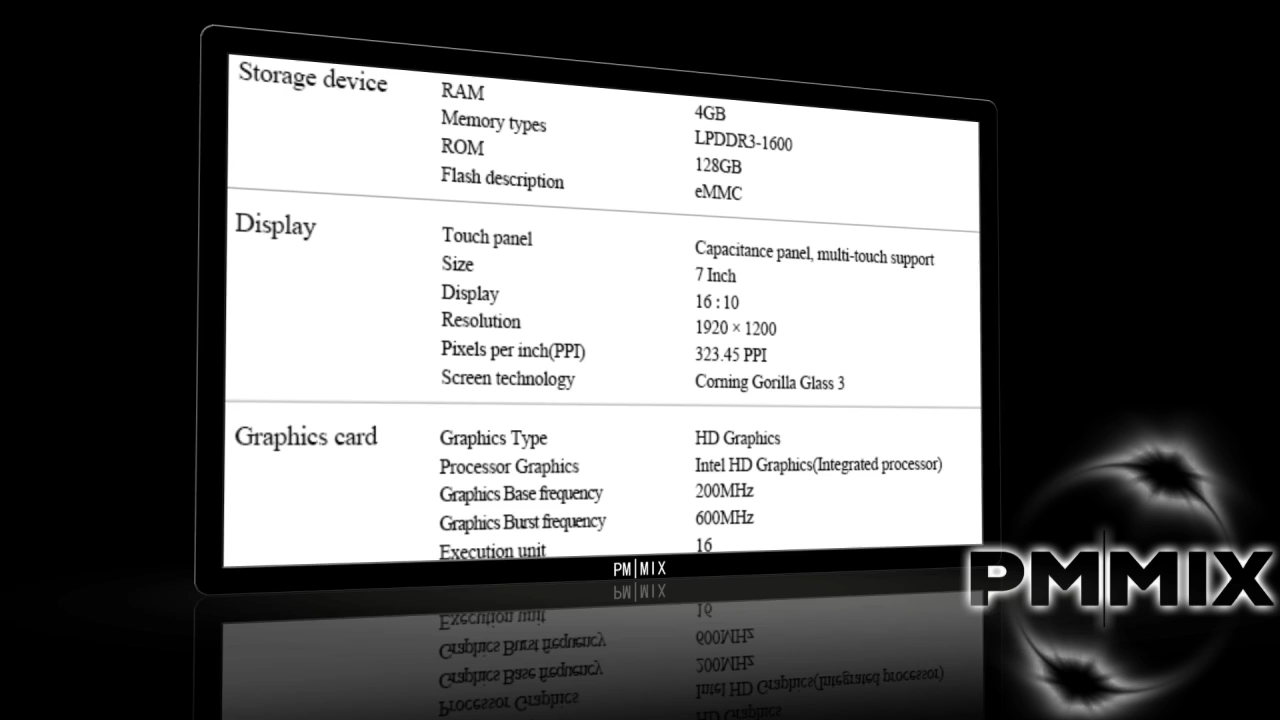 Storage device
RAM 4GB
Memory types LPDDR3-1600
ROM 128GB
Flash description eMMC
Display
Touch panel Capacitance panel, multi-touch support
Size 7 Inch
Display 16 : 10
Resolution 1920 × 1200
Pixels per inch(PPI) 323.45 PPI
Screen technology Corning Gorilla Glass 3
Graphics card
Graphics Type HD Graphics
Processor Graphics Intel HD Graphics(Integrated processor)
Graphics Base frequency 200MHz
Graphics Burst frequency 600MHz
Execution unit 16
PM|MIX
PM|MIX